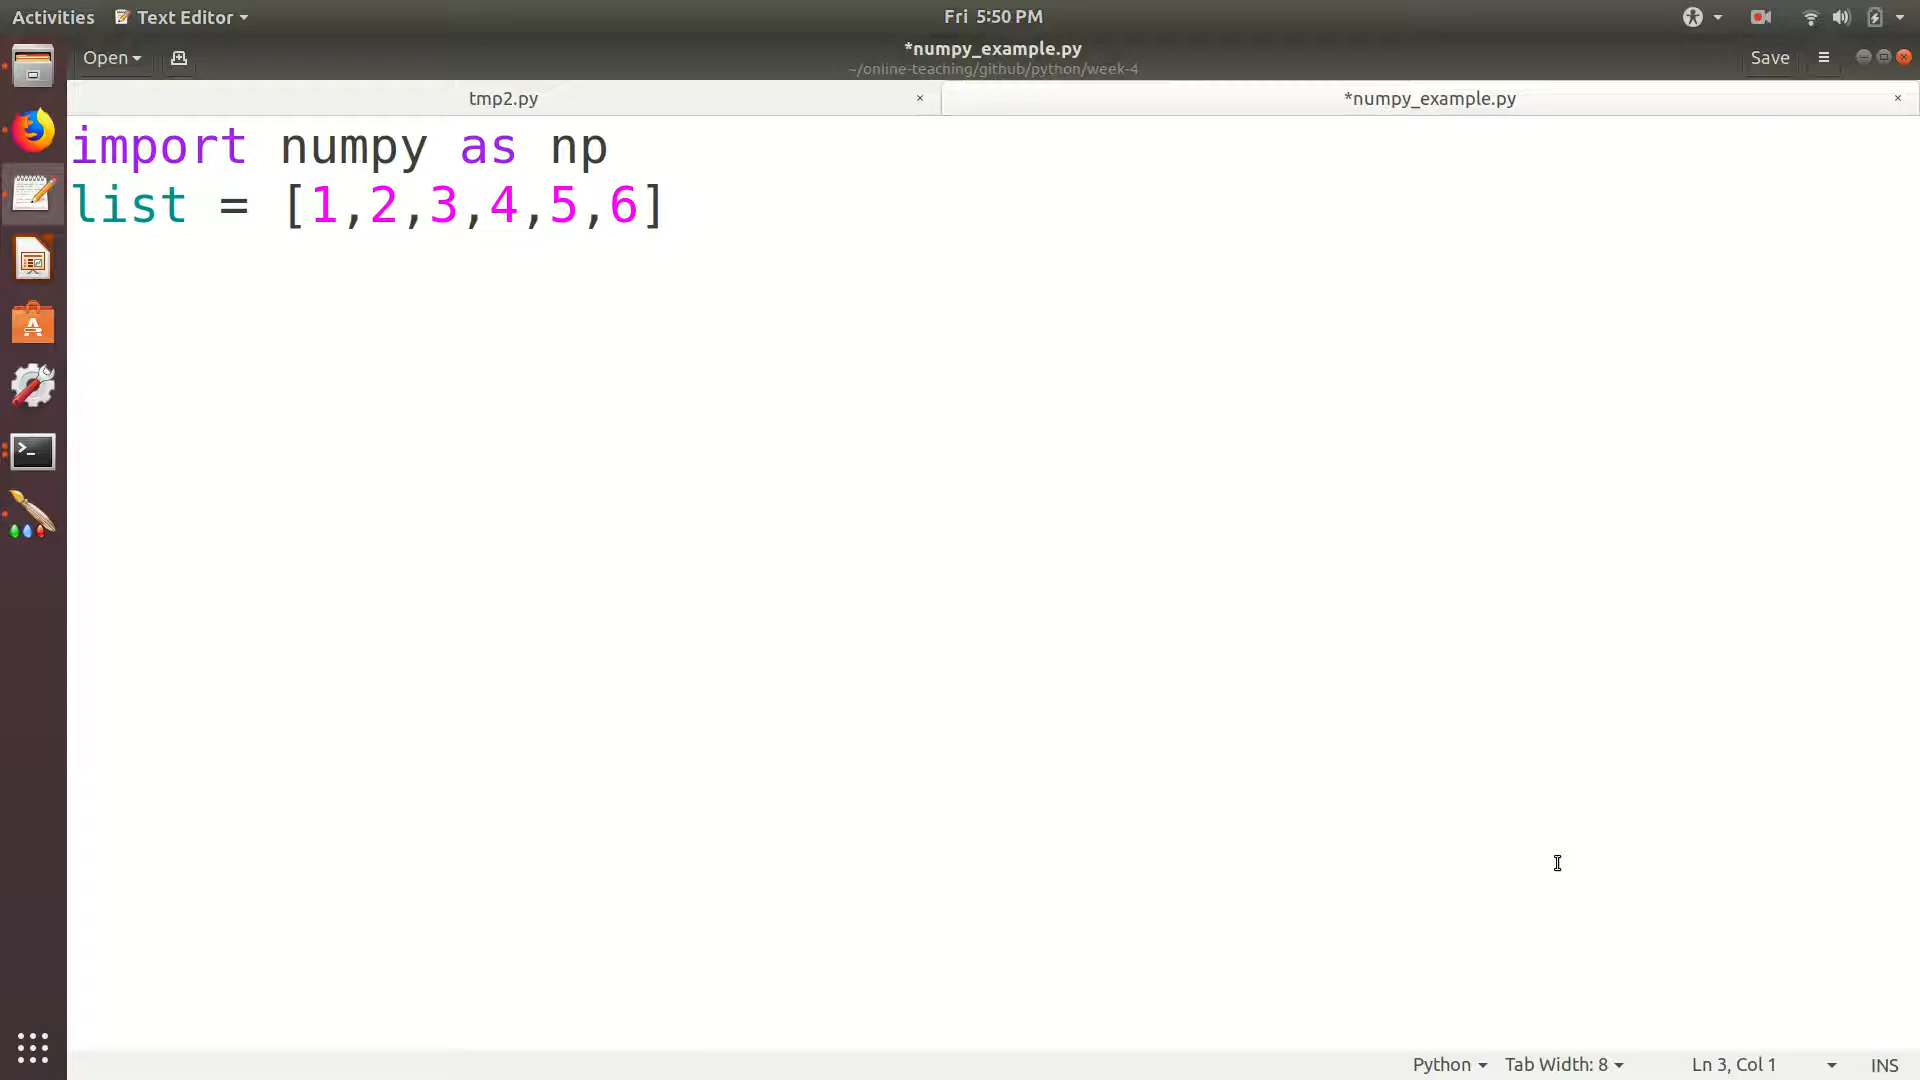 Activities Text Editor Fri 5:50 PM
Open *numpy_example.py Save
~/online-teaching/github/python/week-4
tmp2.py *numpy_example.py
import numpy as np
list = [1,2,3,4,5,6]
Python Tab Width: 8 Ln 3, Col 1 INS